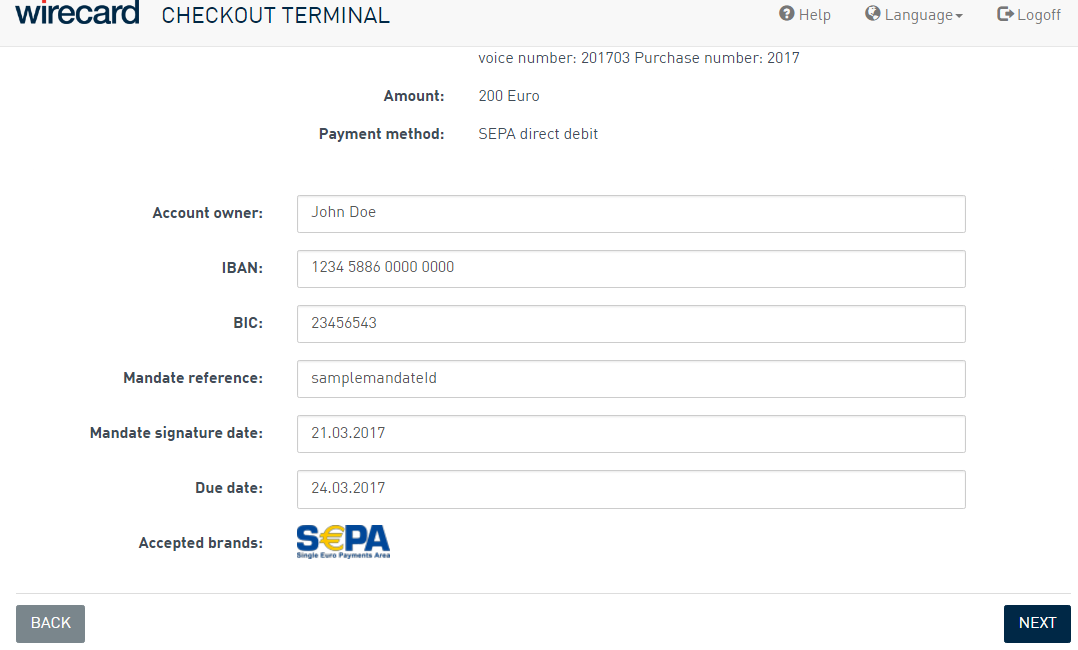 wirecard CHECKOUT TERMINAL Help Language Logoff
voice number: 201703 Purchase number: 2017
Amount: 200 Euro
Payment method: SEPA direct debit
Account owner: John Doe
IBAN: 1234 5886 0000 0000
BIC: 23456543
Mandate reference: samplemandateId
Mandate signature date: 21.03.2017
Due date: 24.03.2017
Accepted brands: S€PA
Single Euro Payments Area
BACK NEXT